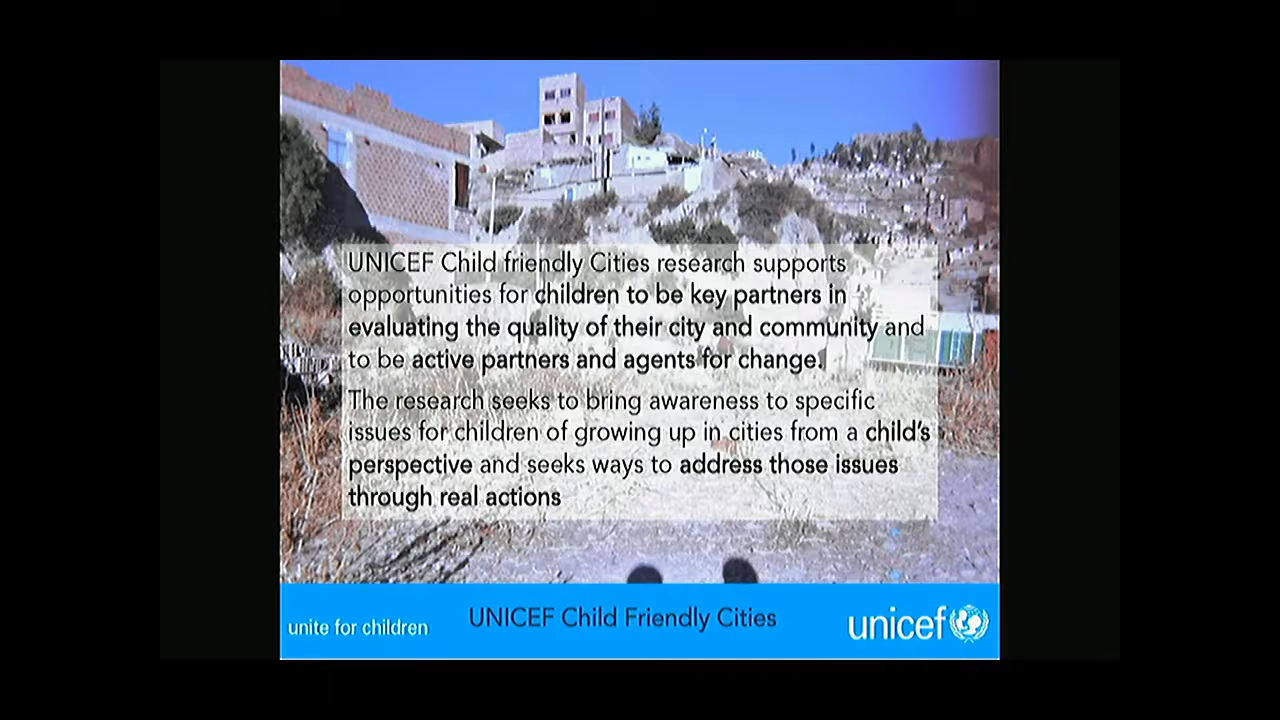 UNICEF Child friendly Cities research supports
opportunities for children to be key partners in
evaluating the quality of their city and community and
to be active partners and agents for change.
The research seeks to bring awareness to specific
issues for children of growing up in cities from a child's
perspective and seeks ways to address those issues
through real actions
unite for children
UNICEF Child Friendly Cities
unicef